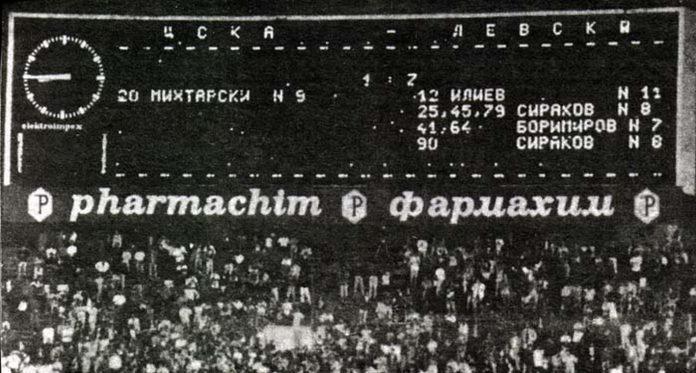 ЦСКА - ЛЕВСКИ
1 : 7
20 МИХТАРСКИ N 9 12 ИЛИЕВ N 11
25,45,79 СИРАКОВ N 8
41,64 БОРИМИРОВ N 7
90 СИРАКОВ N 8
elektroimpex
pharmachim фармахим